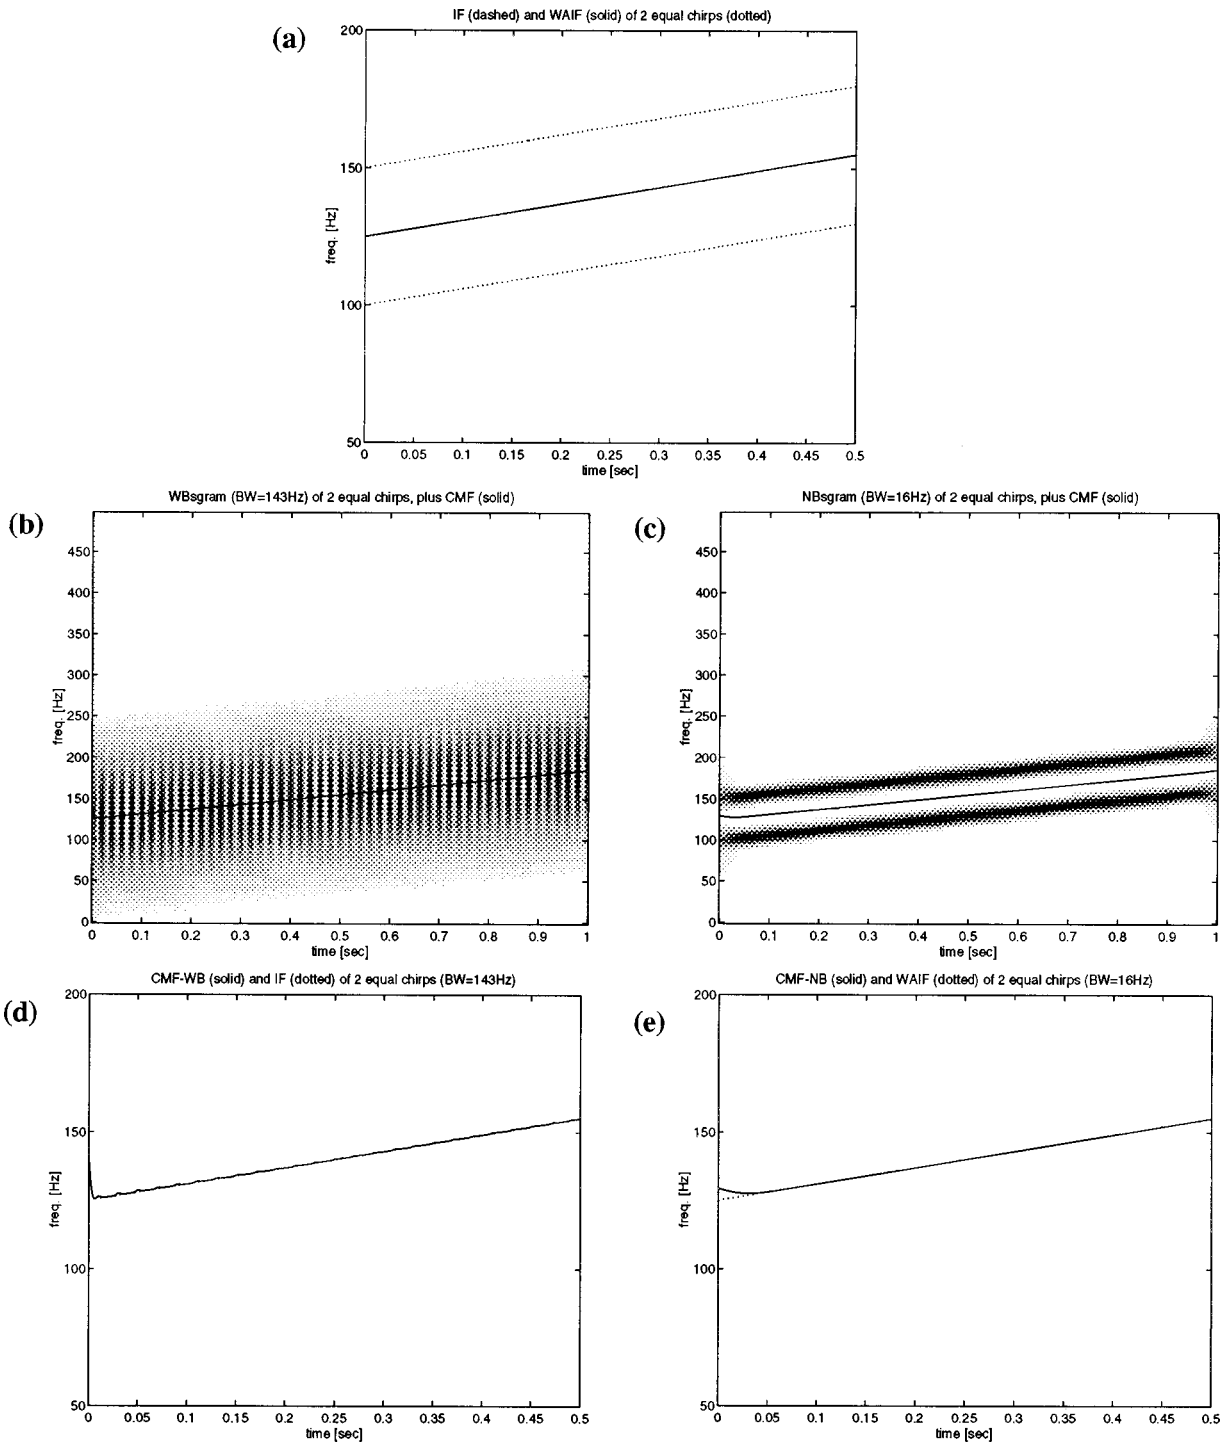 IF (dashed) and WAIF (solid) of 2 equal chirps (dotted)
(a)
200
150
100
50
freq. [Hz]
0.05 0.1 0.15 0.2 0.25 0.3 0.35 0.4 0.45 0.5
time [sec]
WBsgram (BW=143Hz) of 2 equal chirps, plus CMF (solid)
(b)
450
400
350
300
250
200
150
100
50
0
freq. [Hz]
0 0.1 0.2 0.3 0.4 0.5 0.6 0.7 0.8 0.9 1
time [sec]
NBsgram (BW=16Hz) of 2 equal chirps, plus CMF (solid)
(c)
450
400
350
300
250
200
150
100
50
0
freq. [Hz]
0 0.1 0.2 0.3 0.4 0.5 0.6 0.7 0.8 0.9 1
time [sec]
CMF-WB (solid) and IF (dotted) of 2 equal chirps (BW=143Hz)
(d)
200
150
100
50
freq. [Hz]
0 0.05 0.1 0.15 0.2 0.25 0.3 0.35 0.4 0.45 0.5
time [sec]
CMF-NB (solid) and WAIF (dotted) of 2 equal chirps (BW=16Hz)
(e)
200
150
100
50
freq. [Hz]
0 0.05 0.1 0.15 0.2 0.25 0.3 0.35 0.4 0.45 0.5
time [sec]